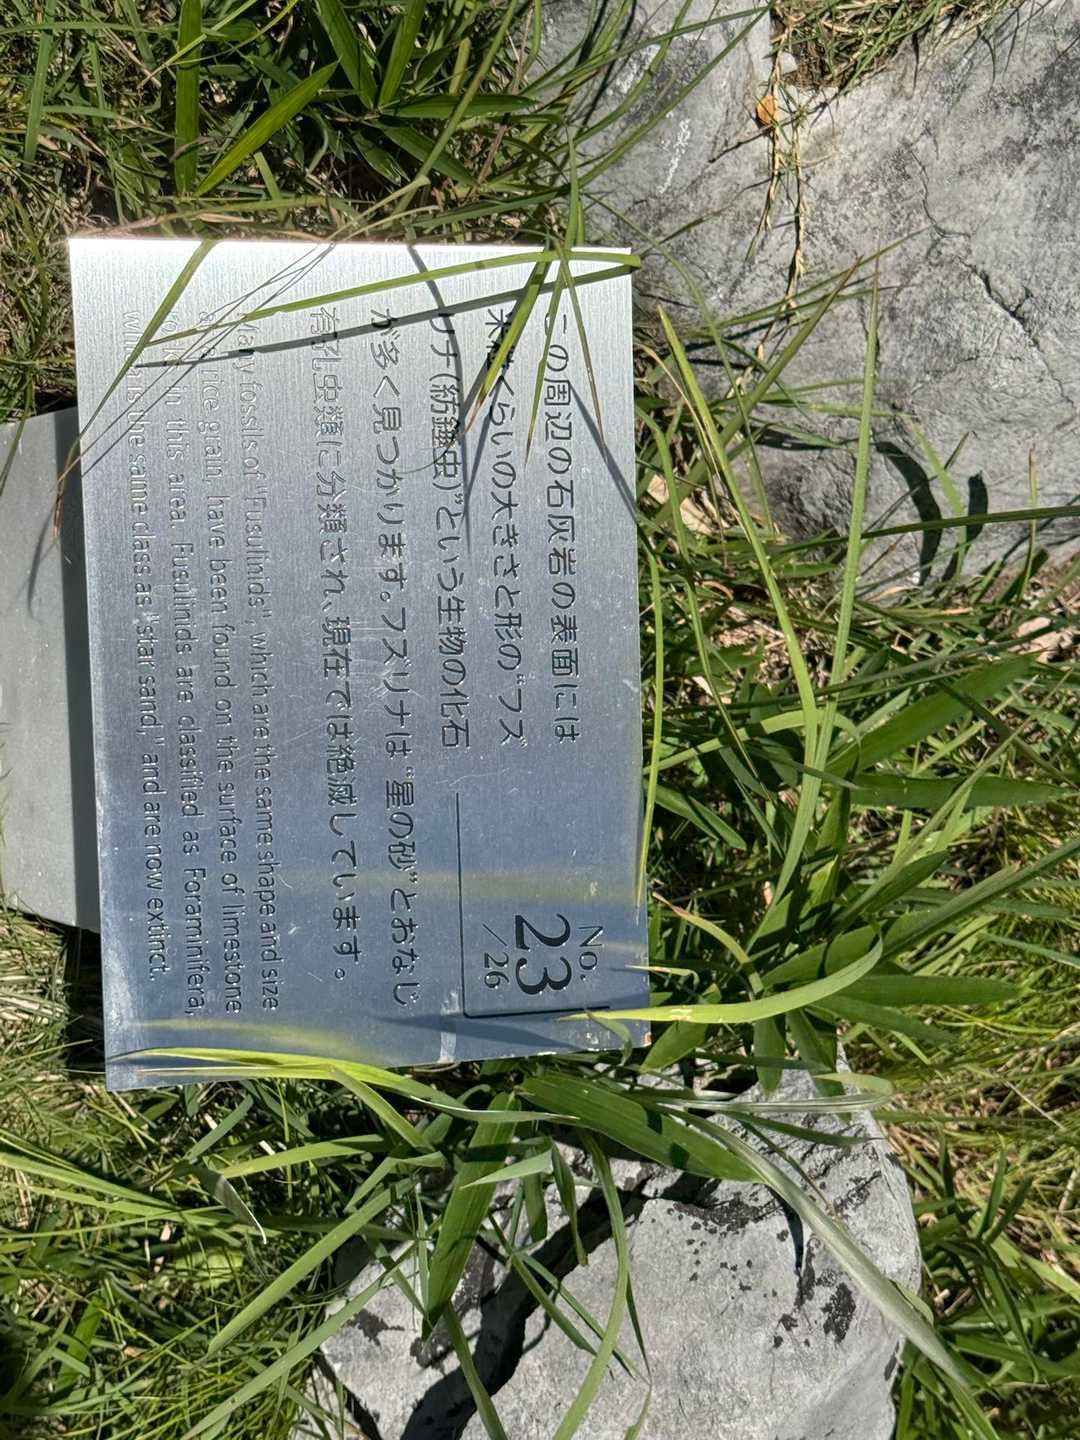 No.
23
/26
この周辺の石灰岩の表面には
米粒くらいの大きさと形の“フズ
リナ(紡錘虫)”という生物の化石
が多く見つかります。フズリナは“星の砂”とおなじ
有孔虫類に分類され、現在では絶滅しています。
Many fossils of "Fusulinids", which are the same shape and size
and rice grain, have been found on the surface of limestone
rocks in this area. Fusulinids are classified as Foraminifera,
which is the same class as "star sand," and are now extinct.